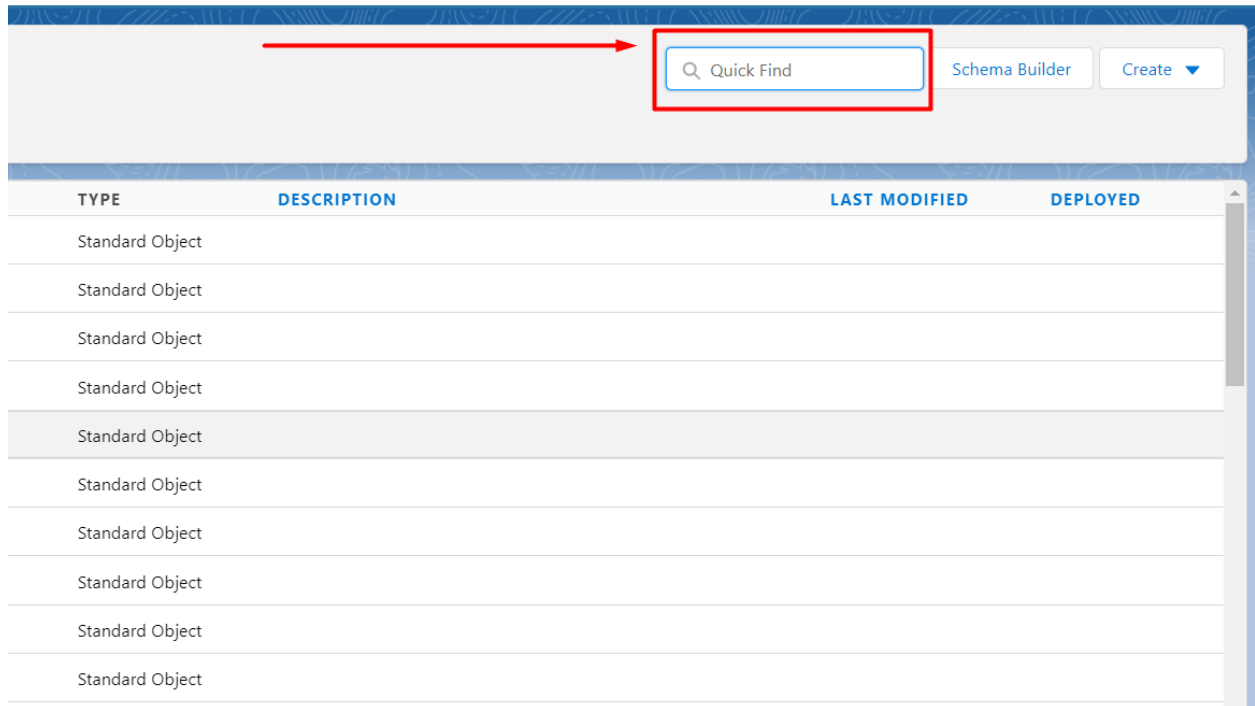 Quick Find Schema Builder Create
TYPE DESCRIPTION LAST MODIFIED DEPLOYED
Standard Object
Standard Object
Standard Object
Standard Object
Standard Object
Standard Object
Standard Object
Standard Object
Standard Object
Standard Object